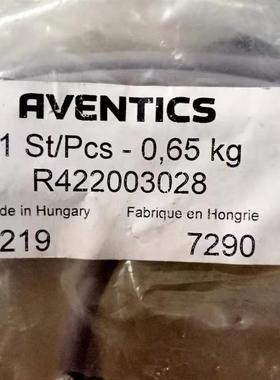 AVENTICS
1 St/Pcs - 0,65 kg
R422003028
de in Hungary Fabrique en Hongrie
219 7290